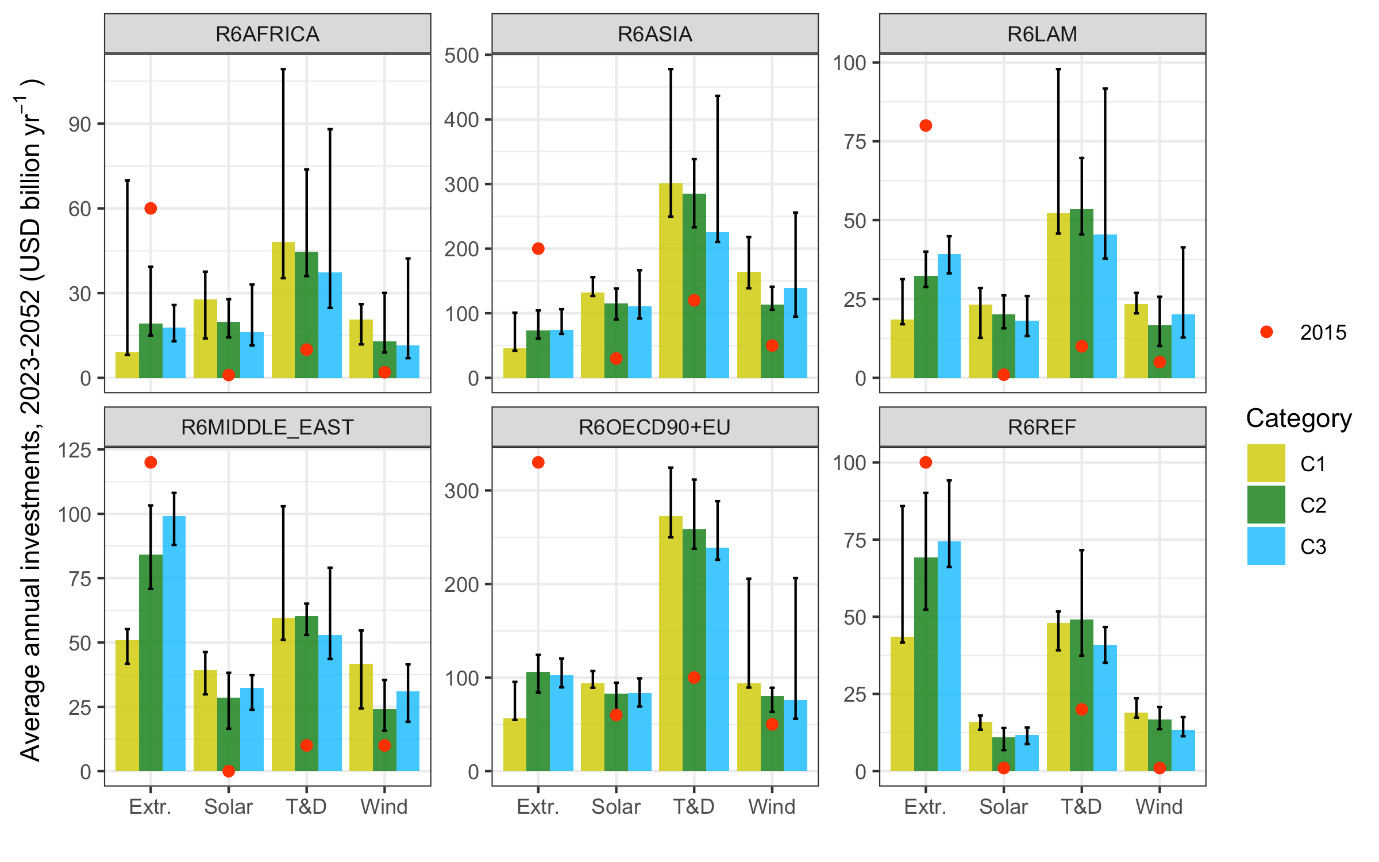 R6AFRICA
R6ASIA
R6LAM
90
60
30
0
500
400
300
200
100
0
100
75
50
25
0
R6MIDDLE_EAST
R6OECD90+EU
R6REF
125
100
75
50
25
0
300
200
100
0
100
75
50
25
0
Extr. Solar T&D Wind
Extr. Solar T&D Wind
Extr. Solar T&D Wind
Average annual investments, 2023-2052 (USD billion yr⁻¹ )
2015
Category
C1
C2
C3